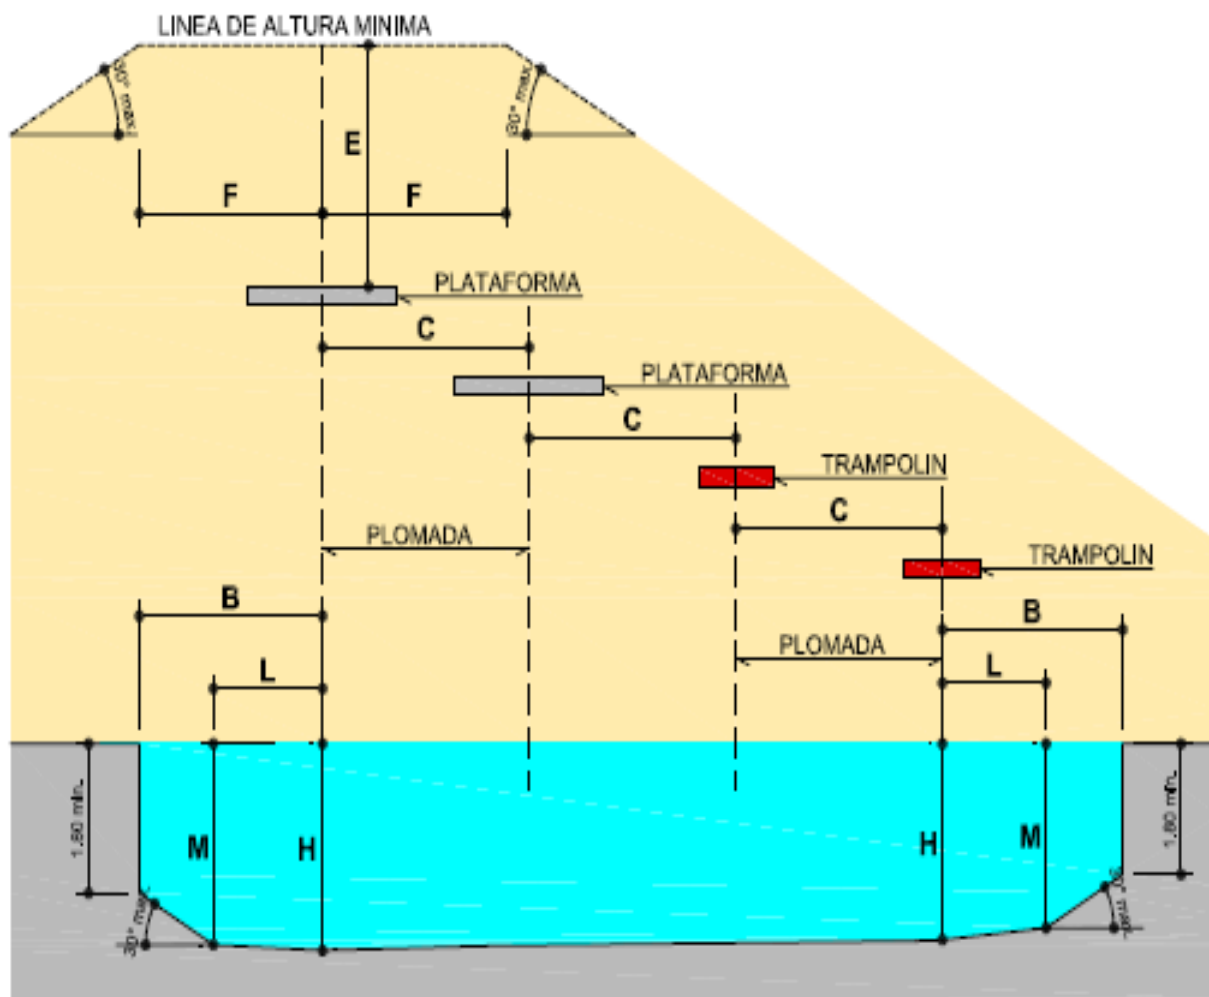 LINEA DE ALTURA MINIMA
30° max.
30° max.
E
F
F
PLATAFORMA
C
PLATAFORMA
C
TRAMPOLIN
C
PLOMADA
TRAMPOLIN
B
B
PLOMADA
L
L
1.80 min.
M
H
H
M
1.80 min.
30° max.
30° max.